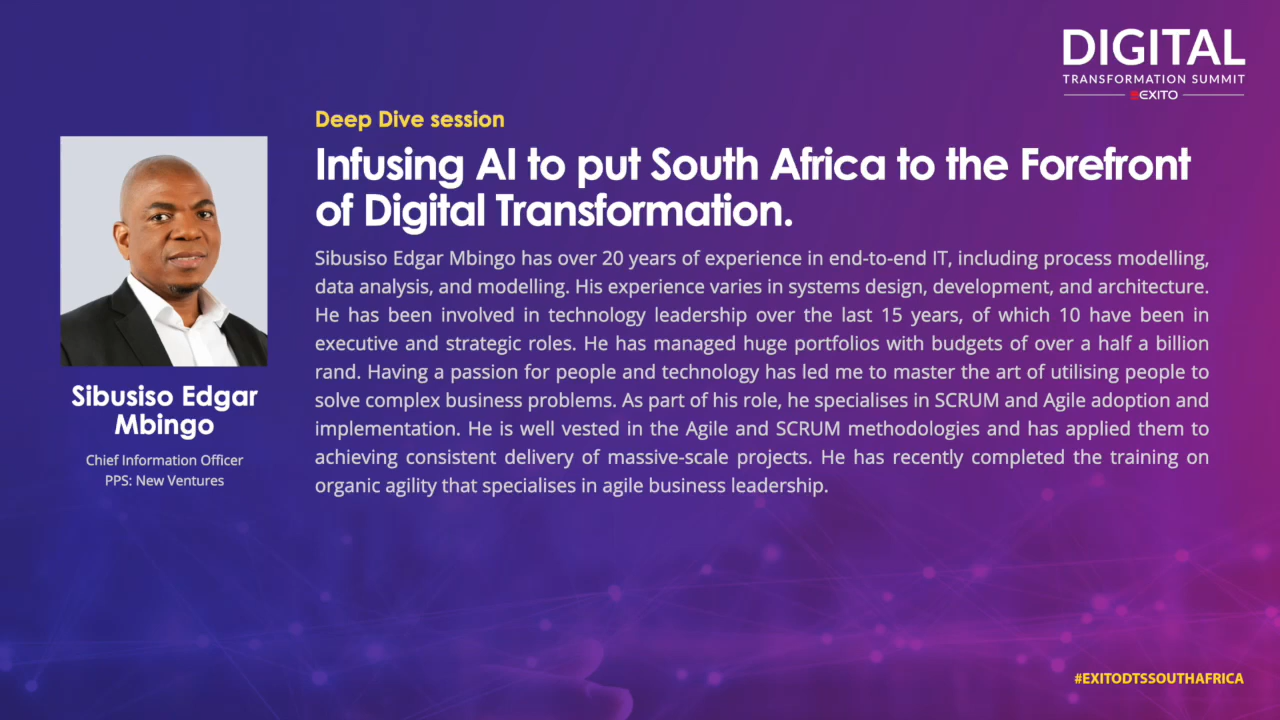 DIGITAL
TRANSFORMATION SUMMIT
EXITO
Deep Dive session
Infusing AI to put South Africa to the Forefront
of Digital Transformation.
Sibusiso Edgar Mbingo has over 20 years of experience in end-to-end IT, including process modelling,
data analysis, and modelling. His experience varies in systems design, development, and architecture.
He has been involved in technology leadership over the last 15 years, of which 10 have been in
executive and strategic roles. He has managed huge portfolios with budgets of over a half a billion
rand. Having a passion for people and technology has led me to master the art of utilising people to
solve complex business problems. As part of his role, he specialises in SCRUM and Agile adoption and
implementation. He is well vested in the Agile and SCRUM methodologies and has applied them to
achieving consistent delivery of massive-scale projects. He has recently completed the training on
organic agility that specialises in agile business leadership.
Sibusiso Edgar
Mbingo
Chief Information Officer
PPS: New Ventures
#EXITODTSSOUTHAFRICA